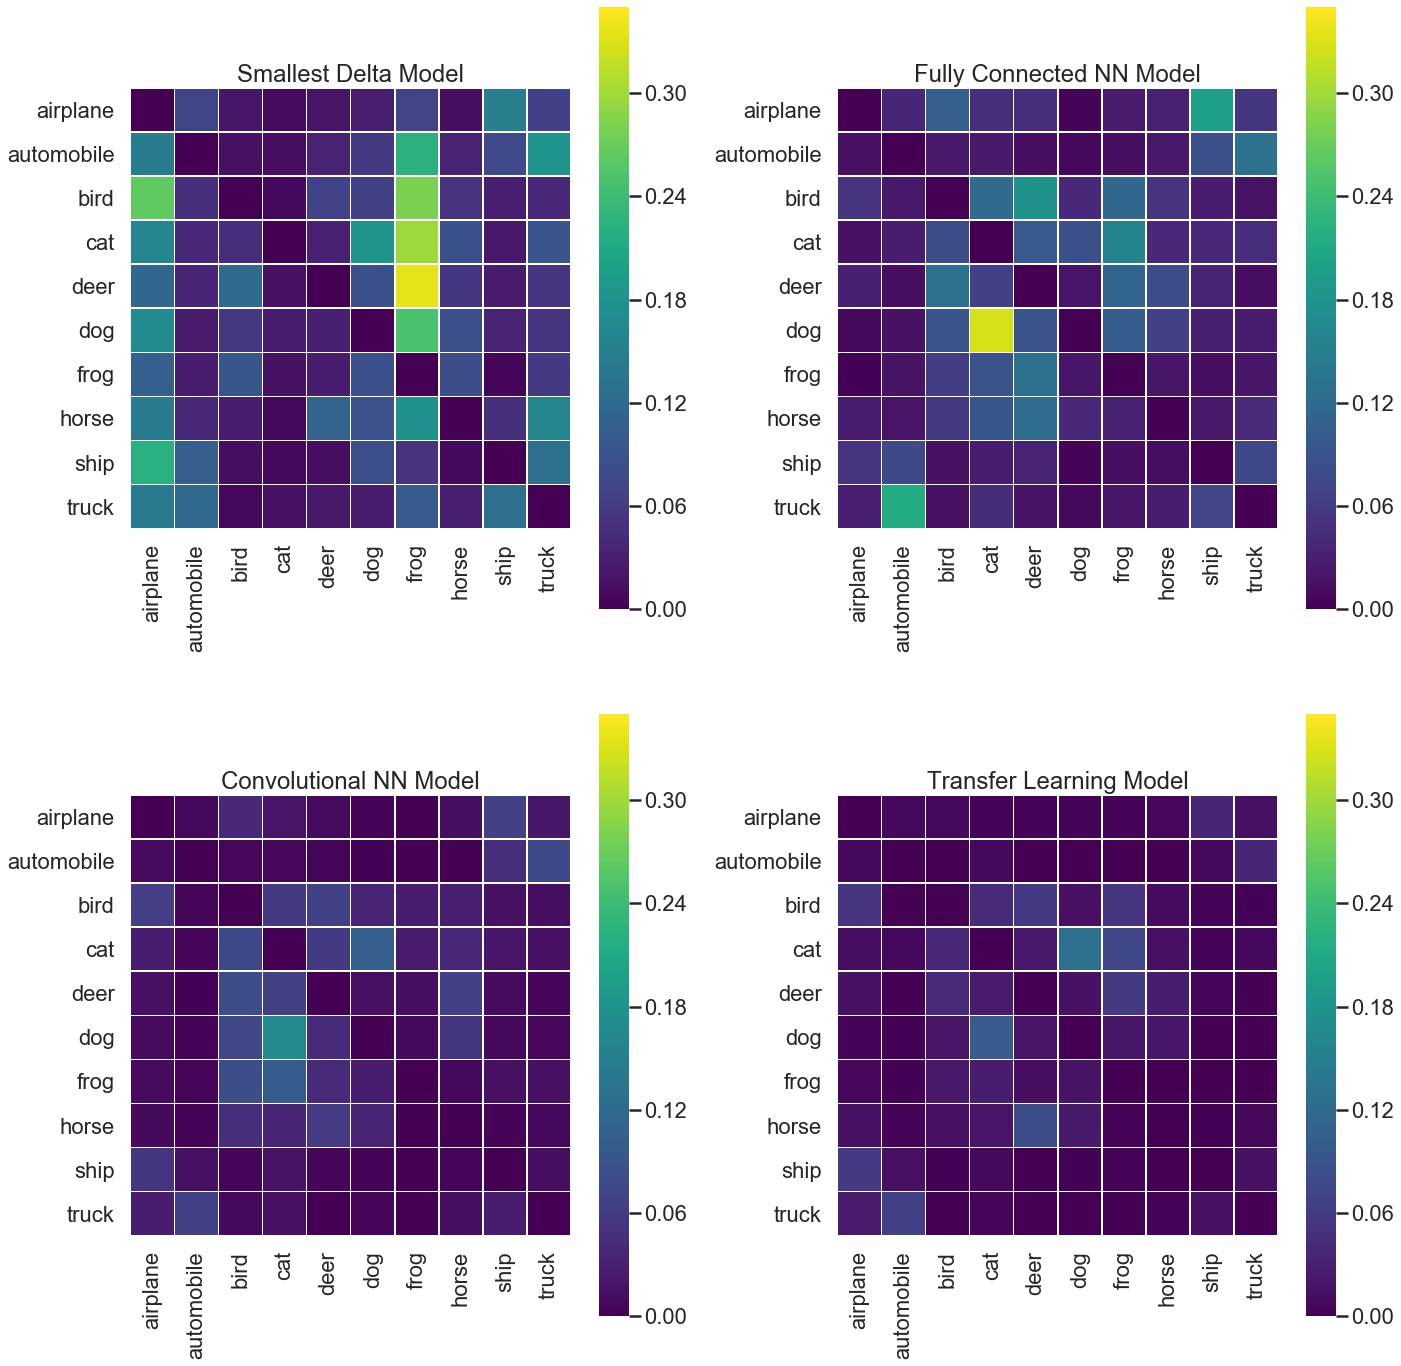 Smallest Delta Model
airplane
automobile
bird
cat
deer
dog
frog
horse
ship
truck
airplane
automobile
bird
cat
deer
dog
frog
horse
ship
truck
0.30
0.24
0.18
0.12
0.06
0.00
Fully Connected NN Model
airplane
automobile
bird
cat
deer
dog
frog
horse
ship
truck
airplane
automobile
bird
cat
deer
dog
frog
horse
ship
truck
0.30
0.24
0.18
0.12
0.06
0.00
Convolutional NN Model
airplane
automobile
bird
cat
deer
dog
frog
horse
ship
truck
airplane
automobile
bird
cat
deer
dog
frog
horse
ship
truck
0.30
0.24
0.18
0.12
0.06
0.00
Transfer Learning Model
airplane
automobile
bird
cat
deer
dog
frog
horse
ship
truck
airplane
automobile
bird
cat
deer
dog
frog
horse
ship
truck
0.30
0.24
0.18
0.12
0.06
0.00